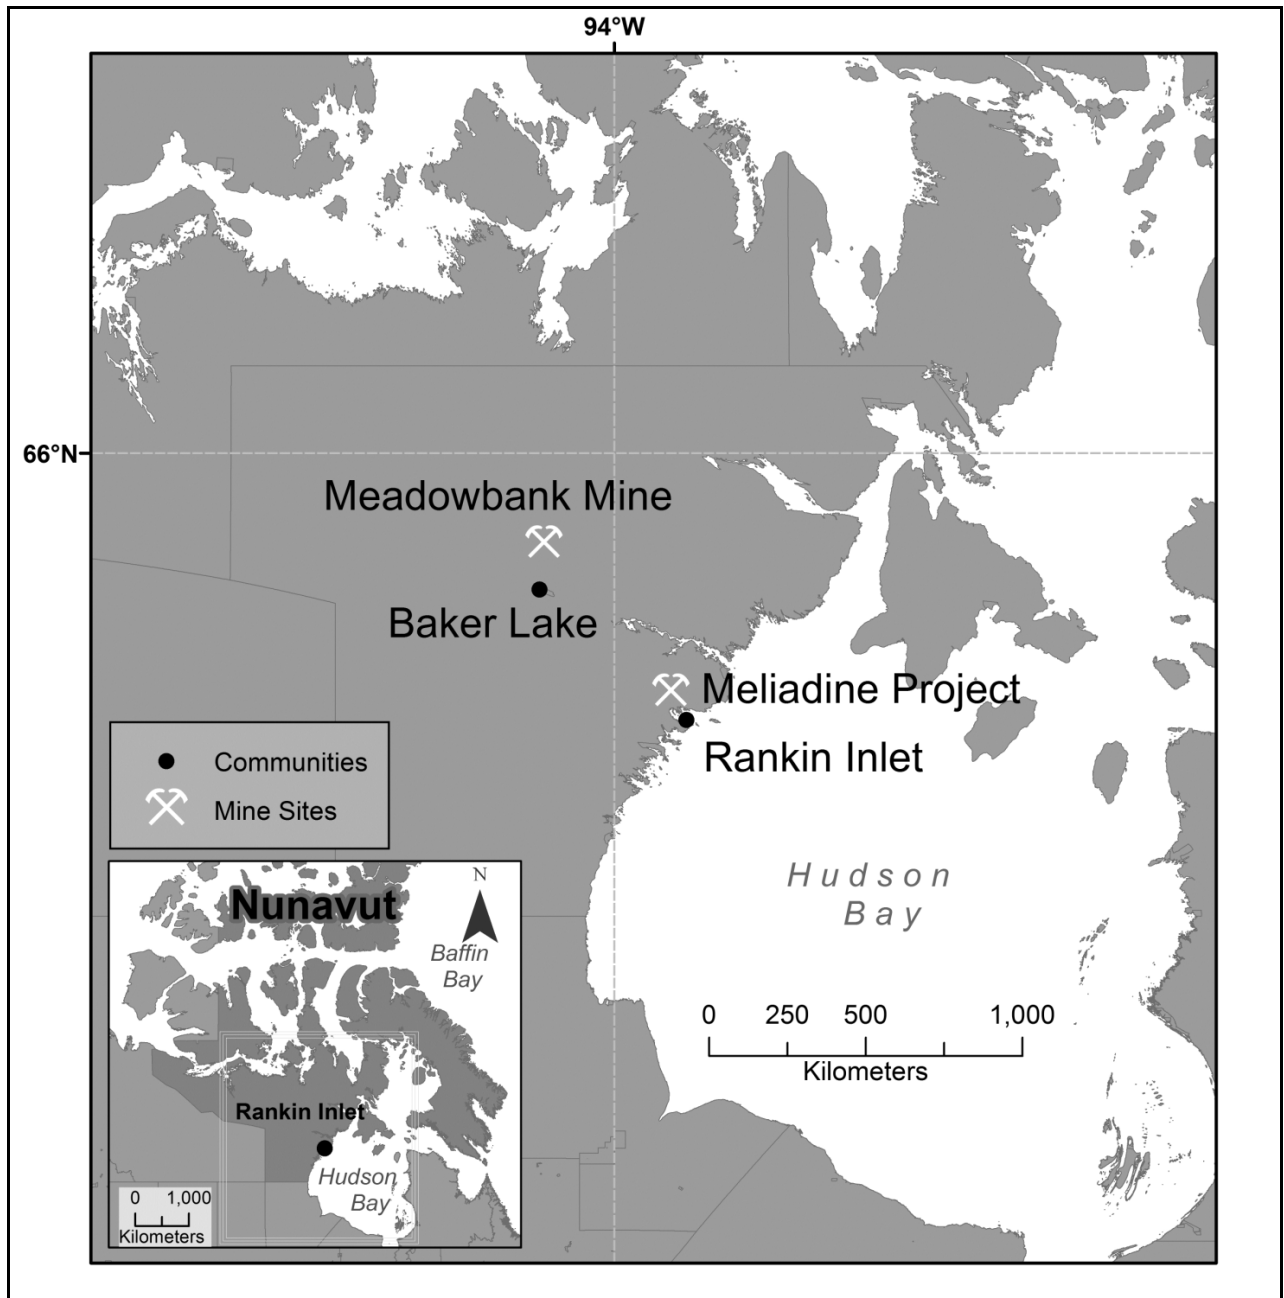 94°W
66°N
Meadowbank Mine
Baker Lake
Meliadine Project
Rankin Inlet
Communities
Mine Sites
Hudson
Bay
0 250 500 1,000
Kilometers
N
Nunavut
Baffin
Bay
Rankin Inlet
Hudson
Bay
0 1,000
Kilometers